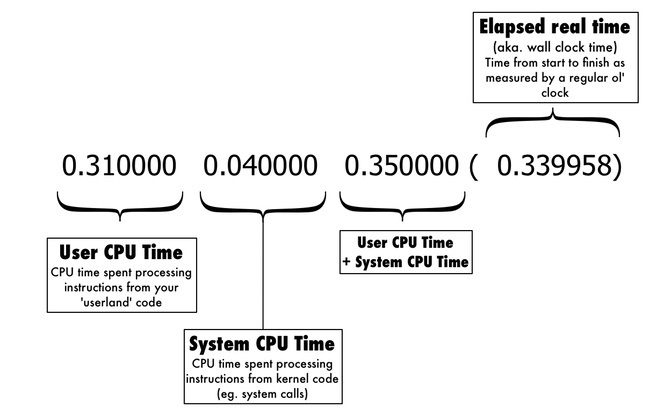 Elapsed real time
(aka. wall clock time)
Time from start to finish as
measured by a regular ol'
clock
0.310000 0.040000 0.350000 ( 0.339958)
User CPU Time
CPU time spent processing
instructions from your
'userland' code
User CPU Time
+ System CPU Time
System CPU Time
CPU time spent processing
instructions from kernel code
(eg. system calls)